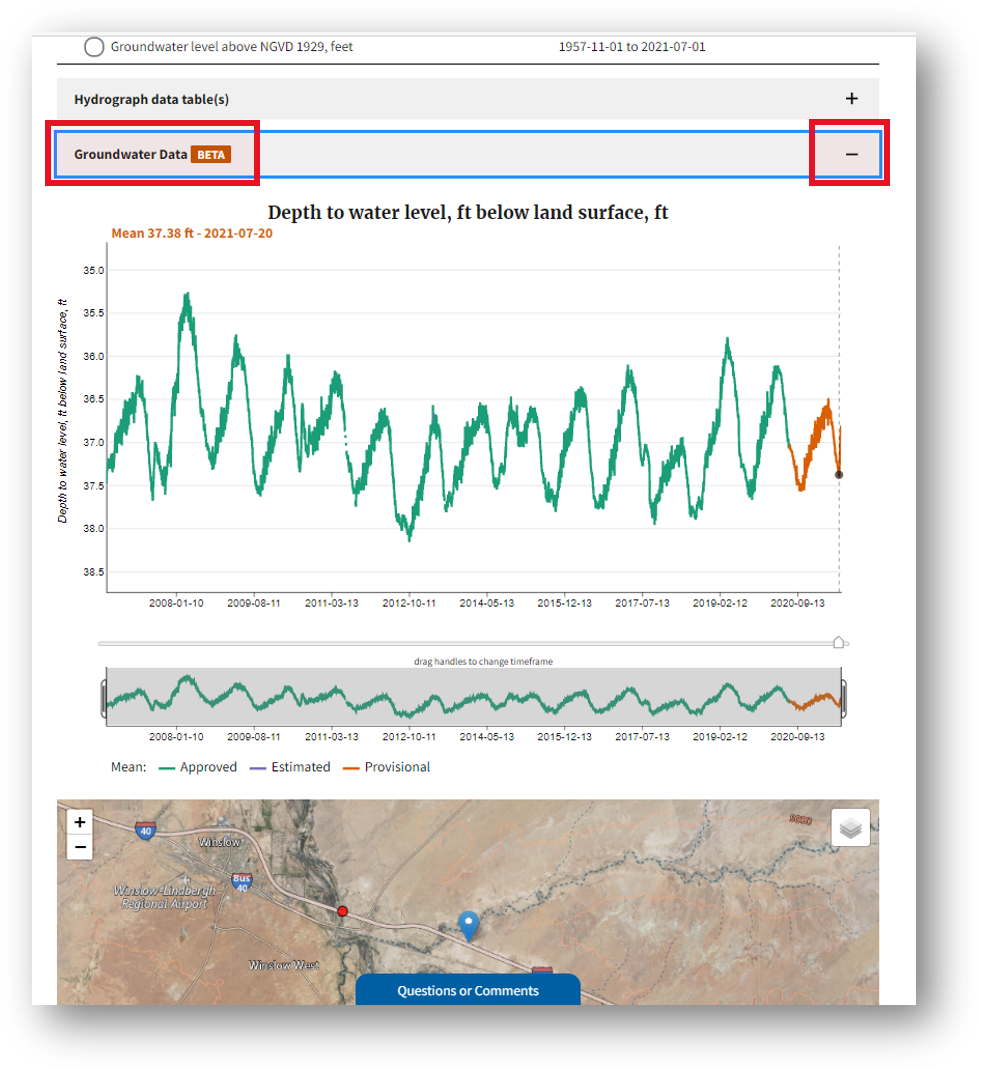 Groundwater level above NGVD 1929, feet 1957-11-01 to 2021-07-01
Hydrograph data table(s) +
Groundwater Data BETA −
Depth to water level, ft below land surface, ft
Mean 37.38 ft - 2021-07-20
Depth to water level, ft below land surface, ft
35.0
35.5
36.0
36.5
37.0
37.5
38.0
38.5
2008-01-10 2009-08-11 2011-03-13 2012-10-11 2014-05-13 2015-12-13 2017-07-13 2019-02-12 2020-09-13
drag handles to change timeframe
2008-01-10 2009-08-11 2011-03-13 2012-10-11 2014-05-13 2015-12-13 2017-07-13 2019-02-12 2020-09-13
Mean: Approved Estimated Provisional
+
−
40
Winslow
Bus
40
Winslow-Lindbergh
Regional Airport
Winslow West
Questions or Comments